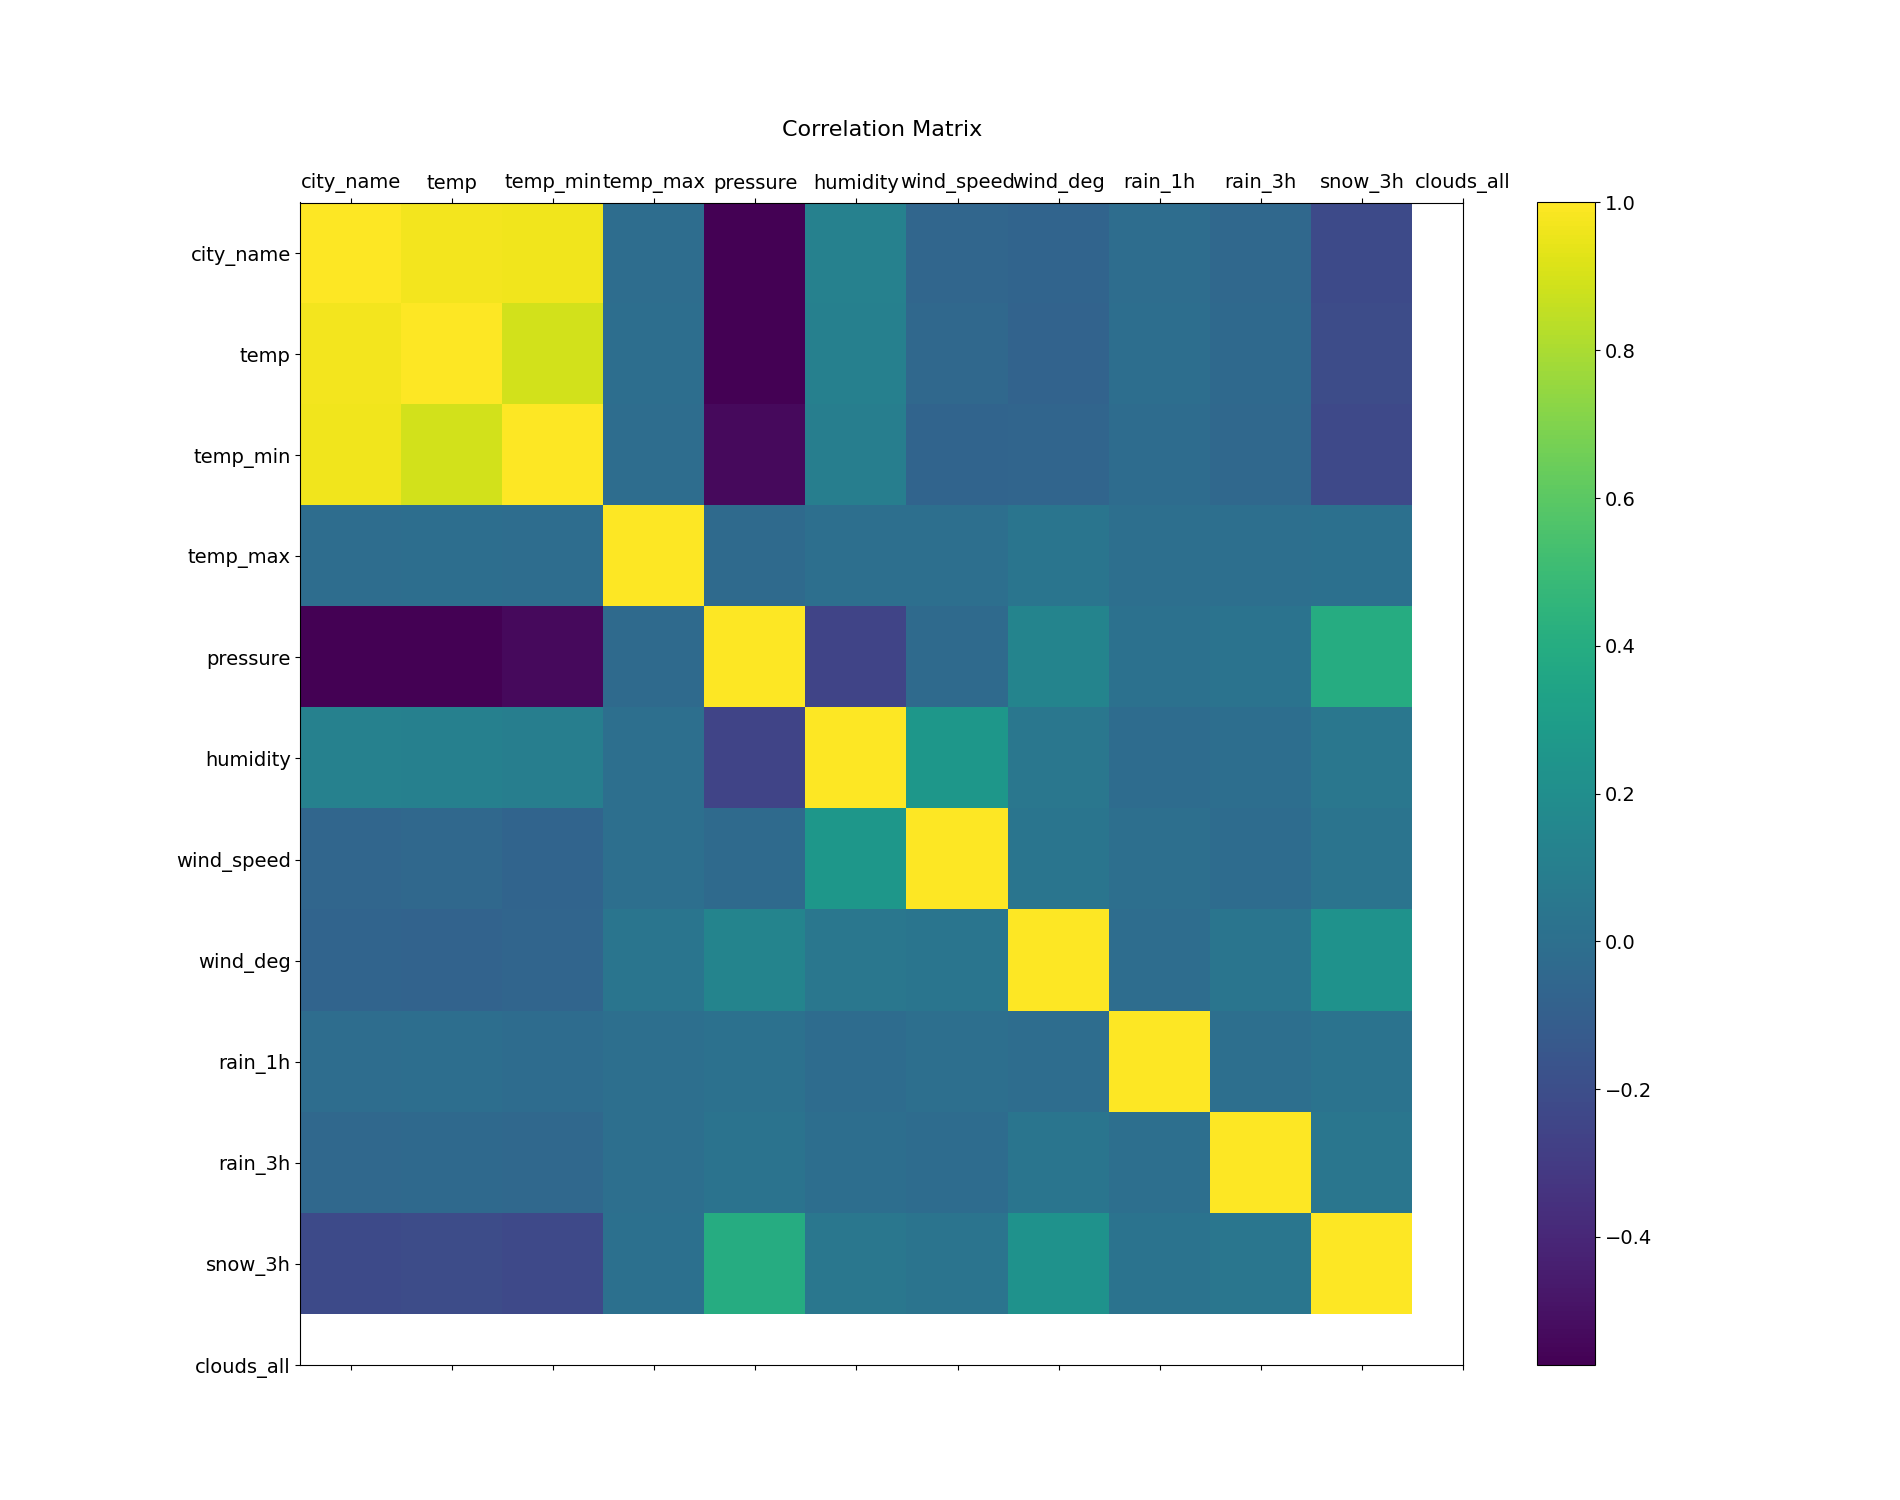 Correlation Matrix
city_name temp temp_min temp_max pressure humidity wind_speed wind_deg rain_1h rain_3h snow_3h clouds_all
city_name
temp
temp_min
temp_max
pressure
humidity
wind_speed
wind_deg
rain_1h
rain_3h
snow_3h
clouds_all
1.0
0.8
0.6
0.4
0.2
0.0
−0.2
−0.4